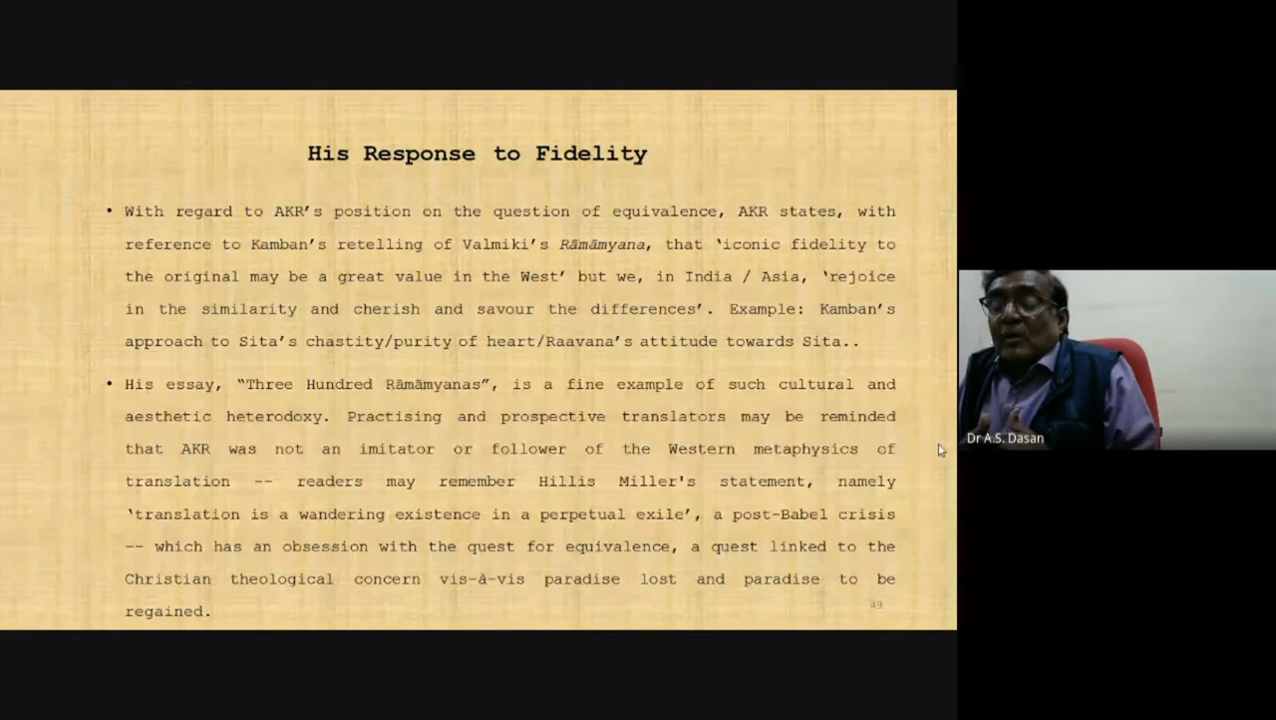 His Response to Fidelity
• With regard to AKR’s position on the question of equivalence, AKR states, with
reference to Kamban’s retelling of Valmiki’s Rāmāmyana, that ‘iconic fidelity to
the original may be a great value in the West’ but we, in India / Asia, ‘rejoice
in the similarity and cherish and savour the differences’. Example: Kamban’s
approach to Sita’s chastity/purity of heart/Raavana’s attitude towards Sita..
• His essay, “Three Hundred Rāmāmyanas”, is a fine example of such cultural and
aesthetic heterodoxy. Practising and prospective translators may be reminded
that AKR was not an imitator or follower of the Western metaphysics of
translation -- readers may remember Hillis Miller's statement, namely
‘translation is a wandering existence in a perpetual exile’, a post-Babel crisis
-- which has an obsession with the quest for equivalence, a quest linked to the
Christian theological concern vis-à-vis paradise lost and paradise to be
regained.
49
Dr A.S. Dasan